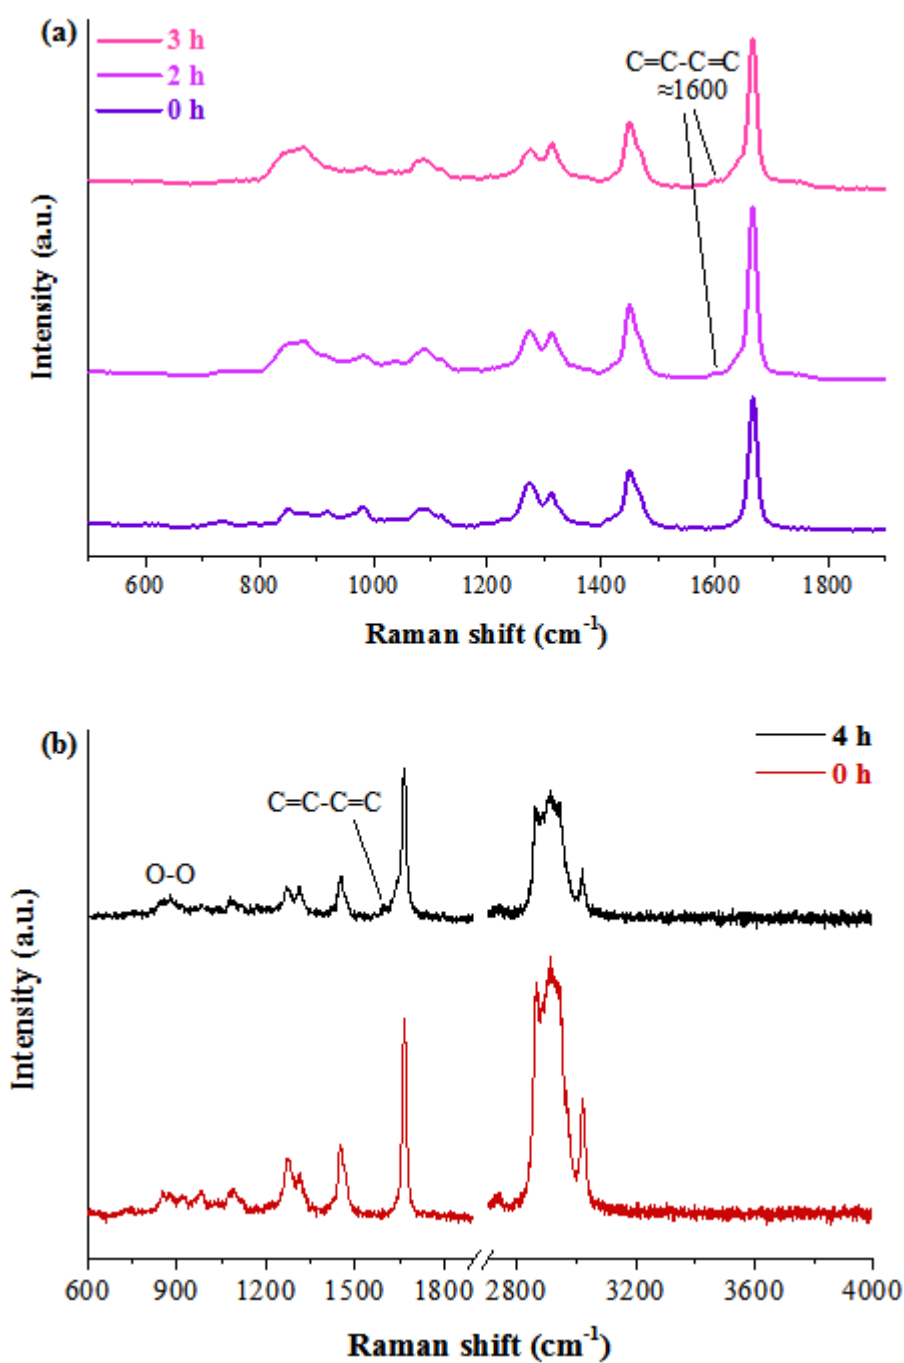 (a)
3 h
2 h
0 h
C=C-C=C
≈1600
Intensity (a.u.)
600 800 1000 1200 1400 1600 1800
Raman shift (cm⁻¹)
(b)
4 h
0 h
C=C-C=C
O-O
Intensity (a.u.)
600 900 1200 1500 1800 2800 3200 3600 4000
Raman shift (cm⁻¹)